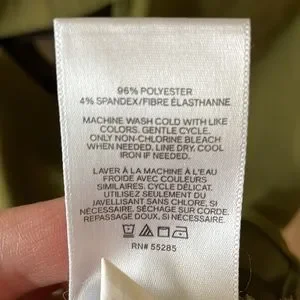 96% POLYESTER
4% SPANDEX/FIBRE ÉLASTHANNE
MACHINE WASH COLD WITH LIKE
COLORS. GENTLE CYCLE.
ONLY NON-CHLORINE BLEACH
WHEN NEEDED. LINE DRY. COOL
IRON IF NEEDED.
LAVER À LA MACHINE À L'EAU
FROIDE AVEC COULEURS
SIMILAIRES. CYCLE DÉLICAT.
UTILISEZ SEULEMENT DU
JAVELLISANT SANS CHLORE, SI
NÉCESSAIRE. SÉCHAGE SUR CORDE.
REPASSAGE DOUX, SI NÉCESSAIRE.
RN# 55285